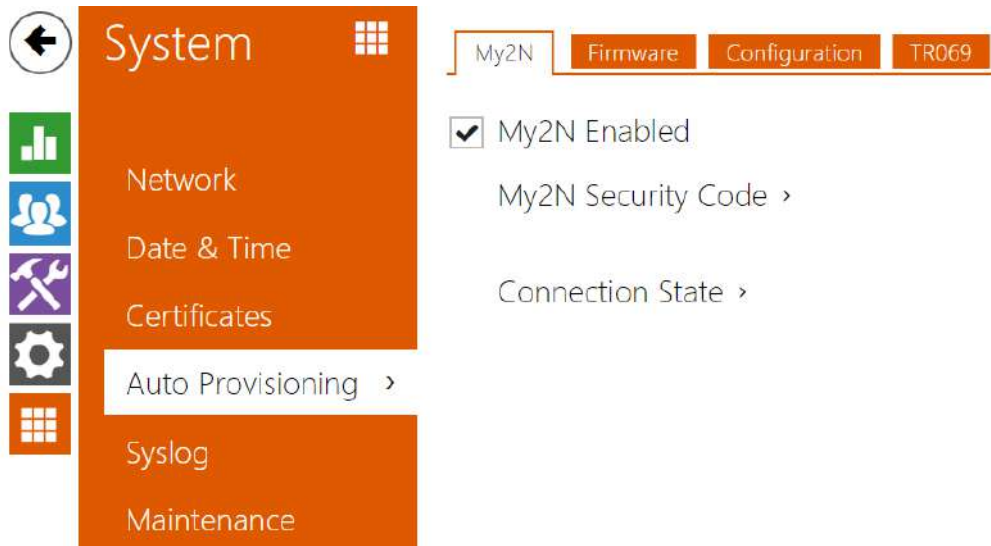 System
Network
Date & Time
Certificates
Auto Provisioning ›
Syslog
Maintenance
My2N Firmware Configuration TR069
My2N Enabled
My2N Security Code ›
Connection State ›